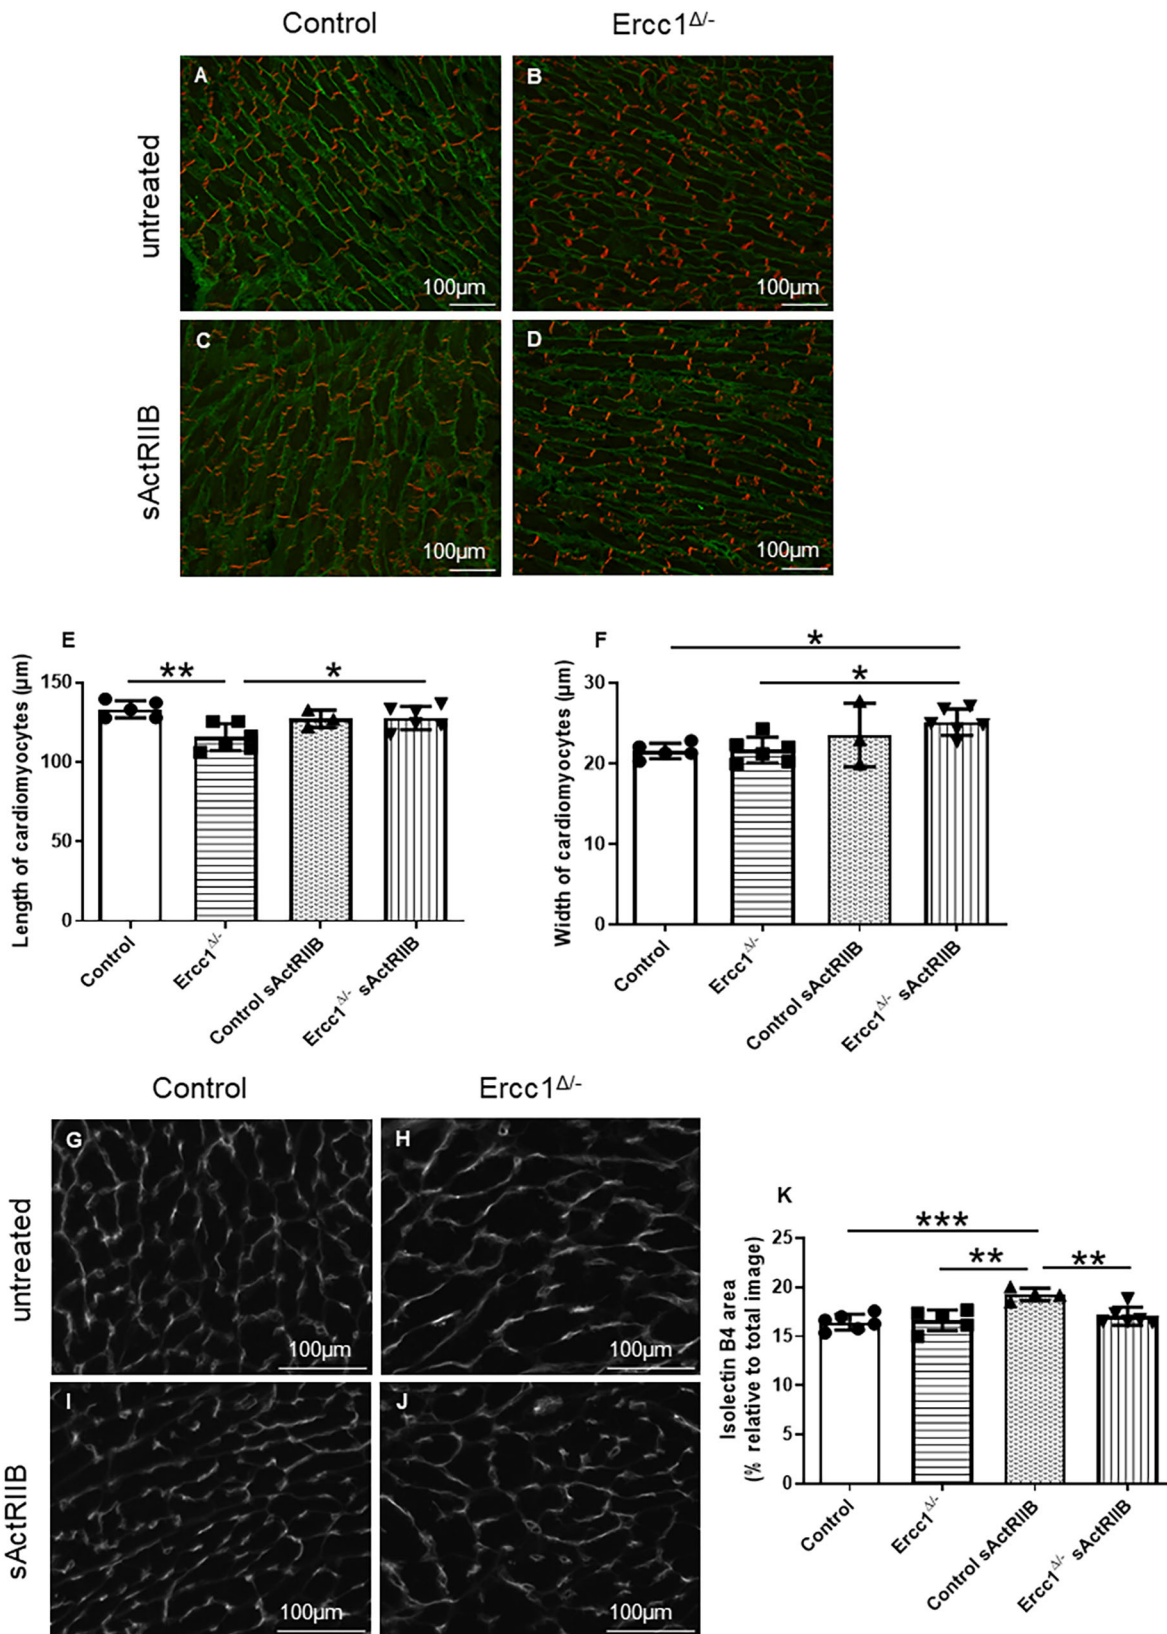 Control
Ercc1Δ/-
untreated
A
100µm
B
100µm
sActRIIB
C
100µm
D
100µm
E
Length of cardiomyocytes (µm)
150
100
50
0
**
*
Control
Ercc1Δ/-
Control sActRIIB
Ercc1Δ/- sActRIIB
F
Width of cardiomyocytes (µm)
30
20
10
0
*
*
Control
Ercc1Δ/-
Control sActRIIB
Ercc1Δ/- sActRIIB
Control
Ercc1Δ/-
untreated
G
100µm
H
100µm
sActRIIB
I
100µm
J
100µm
K
Isolectin B4 area
(% relative to total image)
25
20
15
10
5
0
***
**
**
Control
Ercc1Δ/-
Control sActRIIB
Ercc1Δ/- sActRIIB